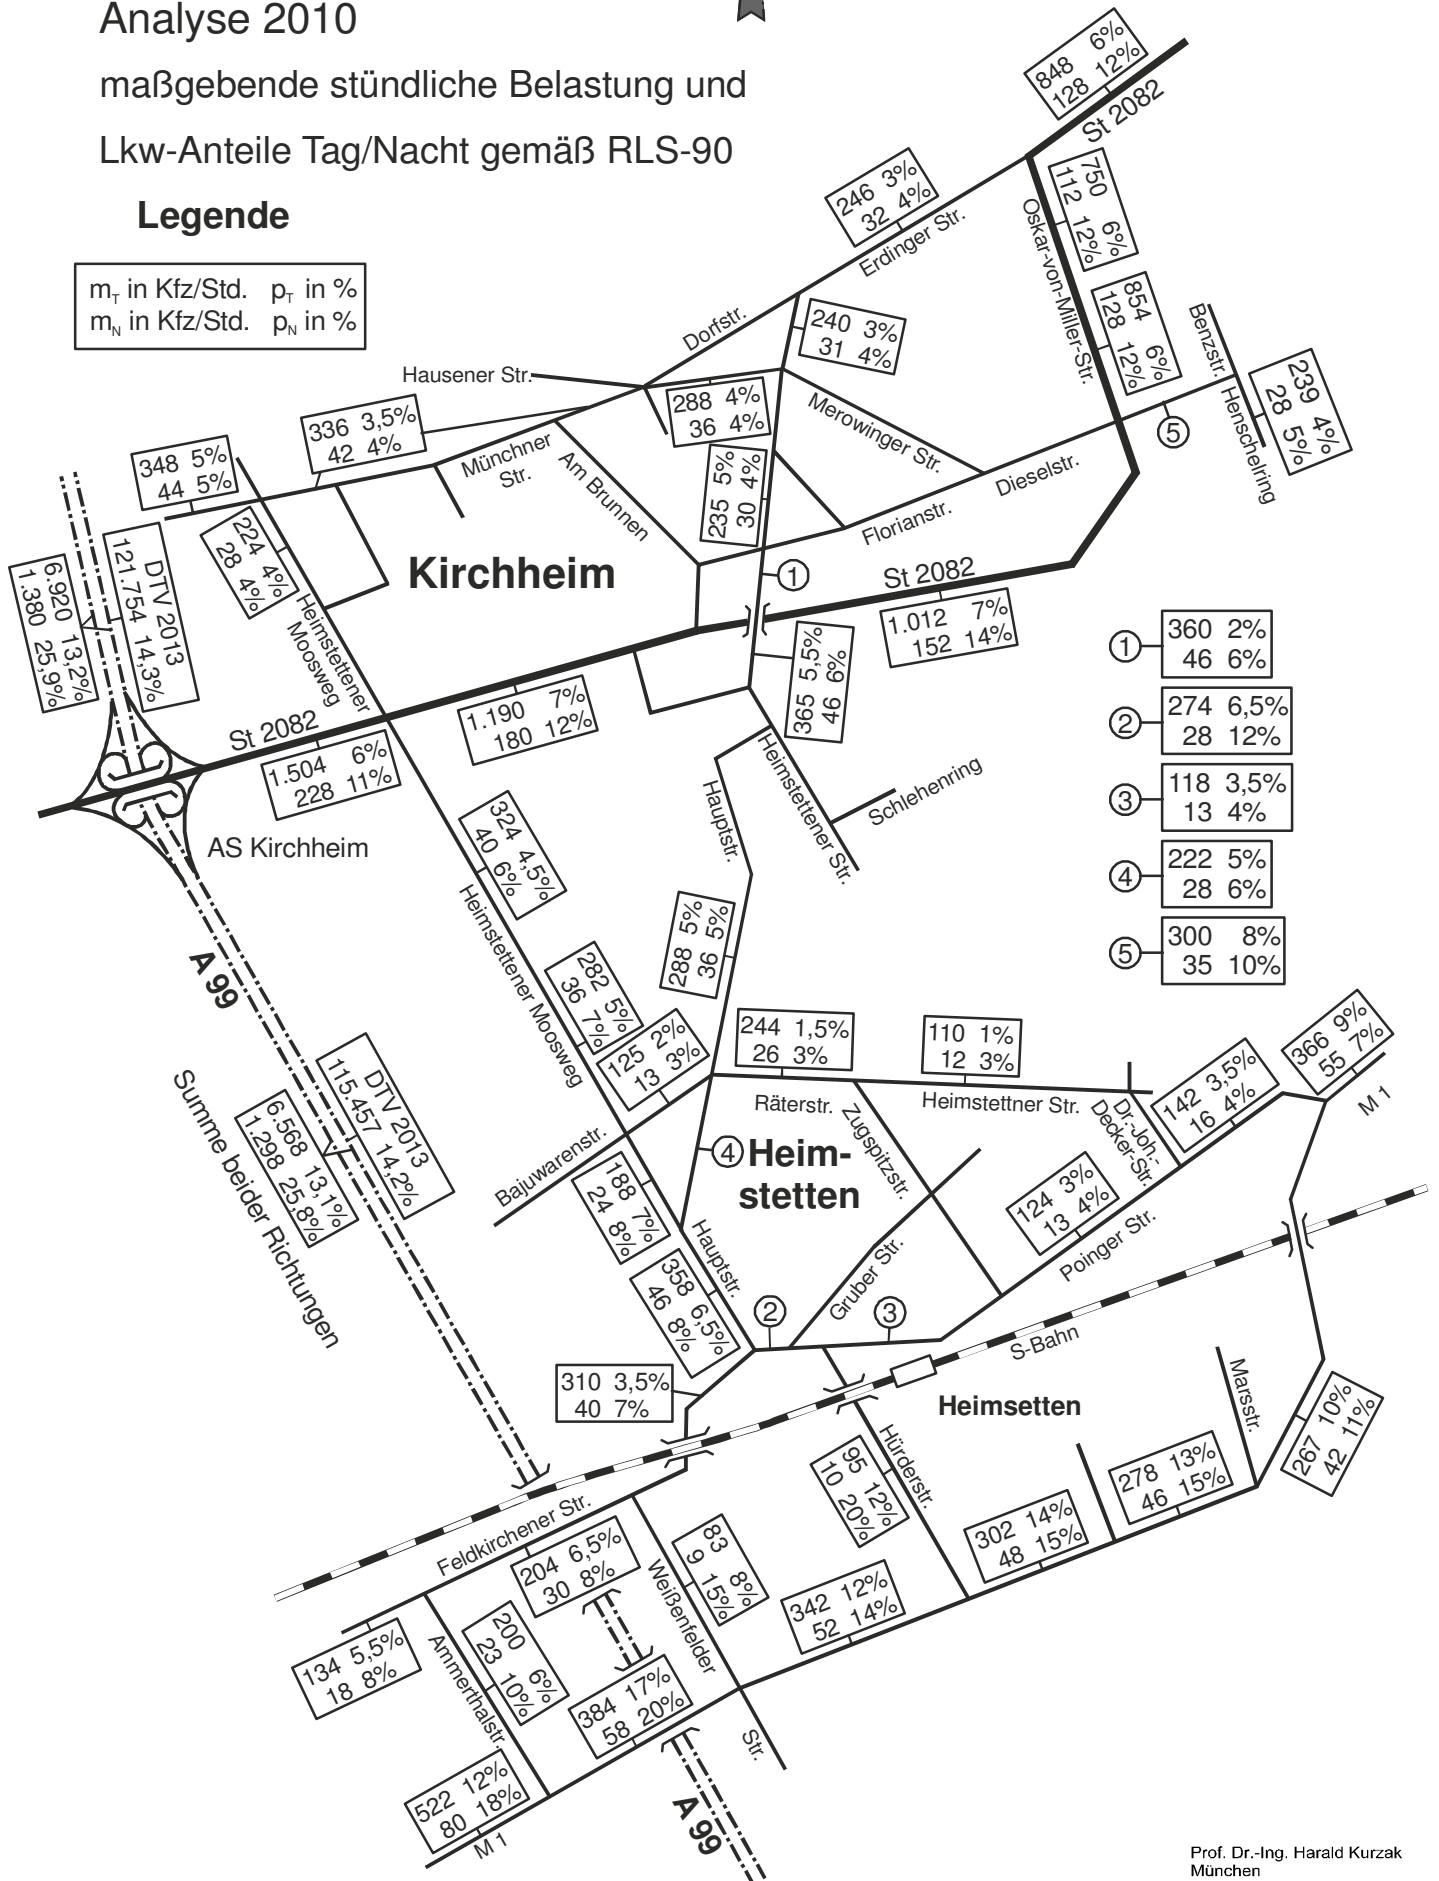 Analyse 2010
maßgebende stündliche Belastung und
Lkw-Anteile Tag/Nacht gemäß RLS-90
Legende
mT in Kfz/Std. pT in %
mN in Kfz/Std. pN in %
848 6%
128 12%
St 2082
246 3%
32 4%
Erdinger Str.
750 6%
112 12%
Oskar-von-Miller-Str.
854 6%
128 12%
Benzstr.
Henschelring
239 4%
28 5%
5
Dorfstr.
240 3%
31 4%
Hausener Str.
288 4%
36 4%
Merowinger Str.
336 3,5%
42 4%
Münchner
Str.
Am Brunnen
348 5%
44 5%
235 5%
30 4%
Dieselstr.
Florianstr.
224 4%
28 4%
Kirchheim
1
St 2082
1.012 7%
152 14%
DTV 2013
121.754 14,3%
6.920 13,2%
1.380 25,9%
Heimstettener
Moosweg
365 5,5%
46 6%
1 360 2%
46 6%
2 274 6,5%
28 12%
3 118 3,5%
13 4%
4 222 5%
28 6%
5 300 8%
35 10%
1.190 7%
180 12%
St 2082
1.504 6%
228 11%
AS Kirchheim
Hauptstr.
Heimstettener Str.
Schlehenring
324 4,5%
40 6%
Heimstettener Moosweg
288 5%
36 5%
A 99
282 5%
36 7%
125 2%
13 3%
244 1,5%
26 3%
110 1%
12 3%
366 9%
55 7%
M 1
142 3,5%
16 4%
Räterstr.
Heimstettner Str.
Dr.-Joh.-
Decker-Str.
Zugspitzstr.
DTV 2013
115.457 14,2%
6.568 13,1%
1.298 25,8%
Summe beider Richtungen
Bajuwarenstr.
4
Heim-
stetten
188 7%
24 8%
124 3%
13 4%
Poinger Str.
Hauptstr.
358 6,5%
46 8%
Gruber Str.
2
3
S-Bahn
310 3,5%
40 7%
Heimsetten
Marsstr.
267 10%
42 11%
Hürderstr.
95 12%
10 20%
278 13%
46 15%
302 14%
48 15%
Feldkirchener Str.
204 6,5%
30 8%
Weißenfelder
Str.
83 8%
9 15%
342 12%
52 14%
134 5,5%
18 8%
Ammerthalstr.
200 6%
23 10%
384 17%
58 20%
522 12%
80 18%
M 1
A 99
Prof. Dr.-Ing. Harald Kurzak
München